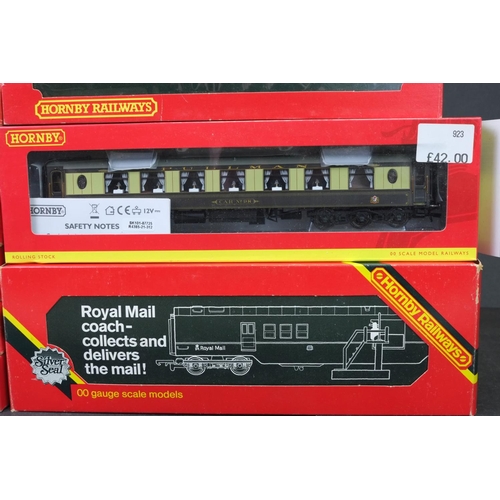 HORNBY RAILWAYS
HORNBY
923
£42.00
PULLMAN
HORNBY
CE
12V
SAFETY NOTES
ROLLING STOCK
00 SCALE MODEL RAILWAYS
Royal Mail
coach-
collects and
delivers
the mail!
Royal Mail
Silver
Seal
00 gauge scale models
Hornby Railways